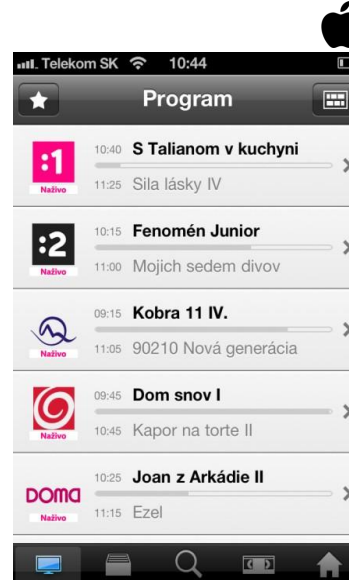 Telekom SK 10:44
Program
:1
Naživo
10:40 S Talianom v kuchyni
11:25 Sila lásky IV
:2
Naživo
10:15 Fenomén Junior
11:00 Mojich sedem divov
Naživo
09:15 Kobra 11 IV.
11:05 90210 Nová generácia
Naživo
09:45 Dom snov I
10:45 Kapor na torte II
DOMA
Naživo
10:25 Joan z Arkádie II
11:15 Ezel